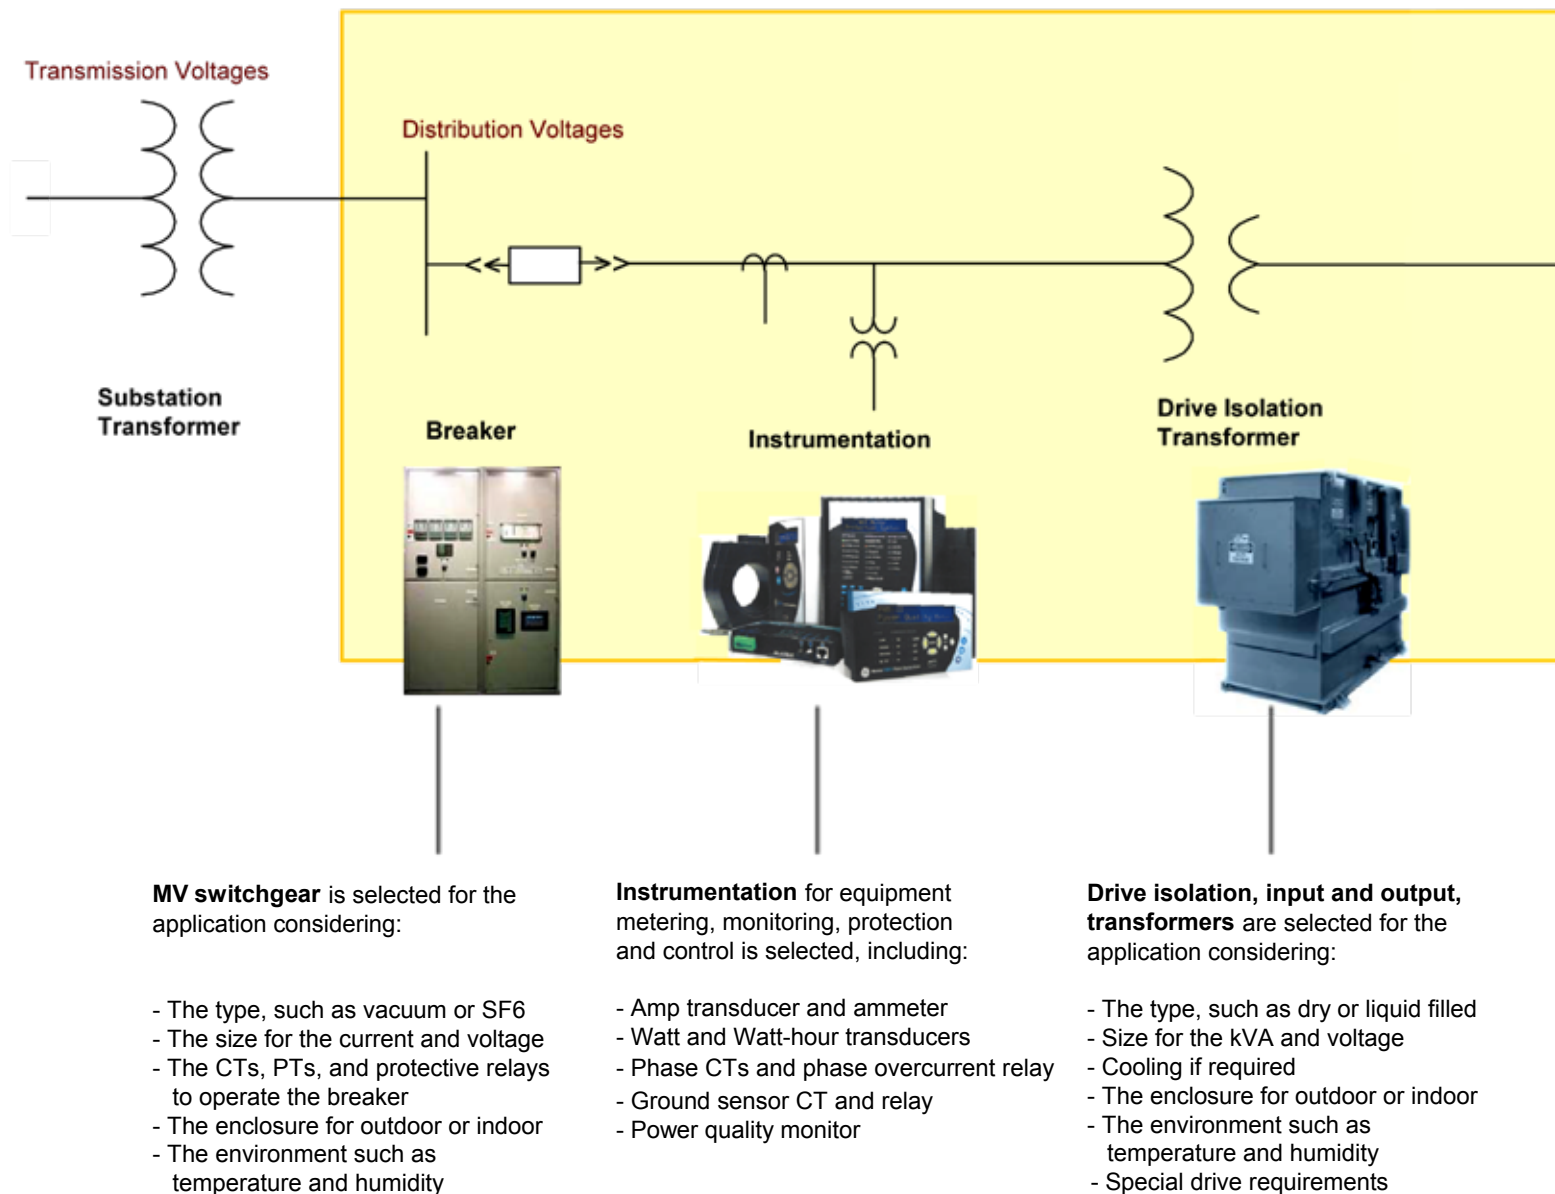 Transmission Voltages
Distribution Voltages
Substation
Transformer
Breaker
Instrumentation
Drive Isolation
Transformer
MV switchgear is selected for the
application considering:
- The type, such as vacuum or SF6
- The size for the current and voltage
- The CTs, PTs, and protective relays
to operate the breaker
- The enclosure for outdoor or indoor
- The environment such as
temperature and humidity
Instrumentation for equipment
metering, monitoring, protection
and control is selected, including:
- Amp transducer and ammeter
- Watt and Watt-hour transducers
- Phase CTs and phase overcurrent relay
- Ground sensor CT and relay
- Power quality monitor
Drive isolation, input and output,
transformers are selected for the
application considering:
- The type, such as dry or liquid filled
- Size for the kVA and voltage
- Cooling if required
- The enclosure for outdoor or indoor
- The environment such as
temperature and humidity
- Special drive requirements